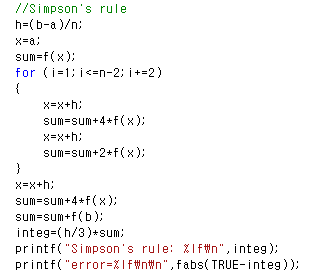 //Simpson's rule
h=(b-a)/n;
x=a;
sum=f(x);
for (i=1;i<=n-2;i+=2)
{
x=x+h;
sum=sum+4*f(x);
x=x+h;
sum=sum+2*f(x);
}
x=x+h;
sum=sum+4*f(x);
sum=sum+f(b);
integ=(h/3)*sum;
printf("Simpson's rule: %lf₩n",integ);
printf("error=%lf₩n₩n",fabs(TRUE-integ));